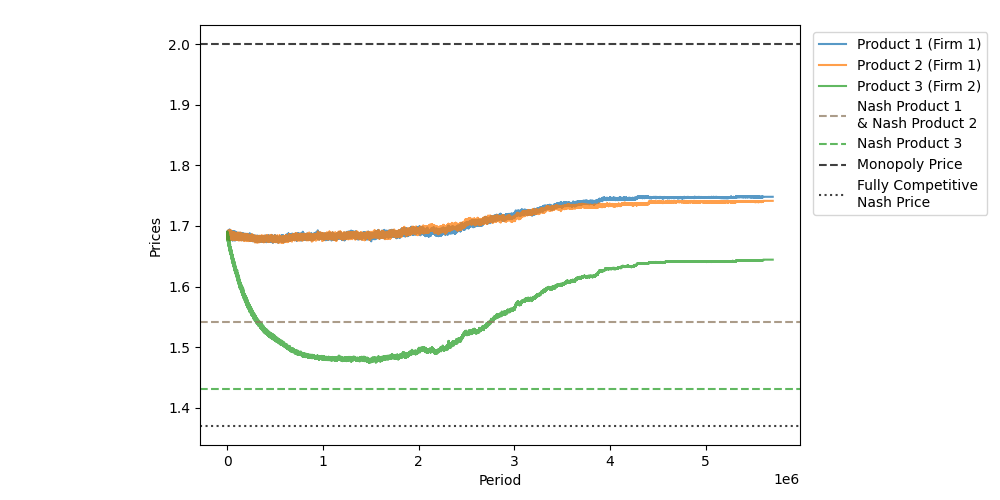 2.0
1.9
1.8
1.7
1.6
1.5
1.4
Prices
0
1
2
3
4
5
1e6
Period
Product 1 (Firm 1)
Product 2 (Firm 1)
Product 3 (Firm 2)
Nash Product 1
& Nash Product 2
Nash Product 3
Monopoly Price
Fully Competitive
Nash Price